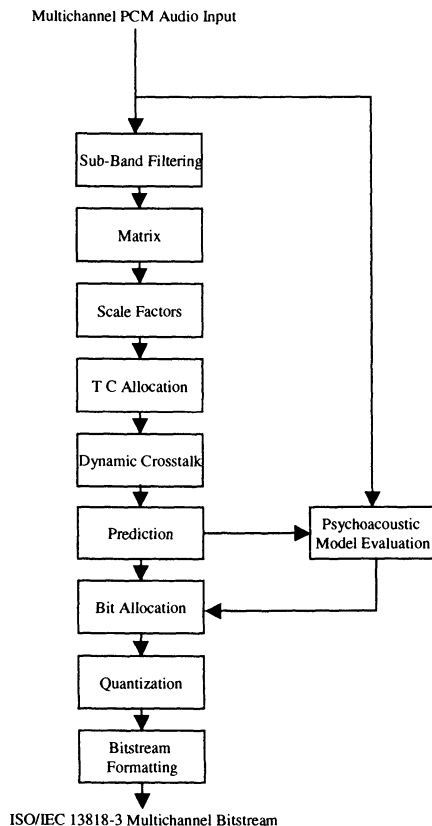 Multichannel PCM Audio Input
Sub-Band Filtering
Matrix
Scale Factors
T C Allocation
Dynamic Crosstalk
Prediction
Psychoacoustic
Model Evaluation
Bit Allocation
Quantization
Bitstream
Formatting
ISO/IEC 13818-3 Multichannel Bitstream